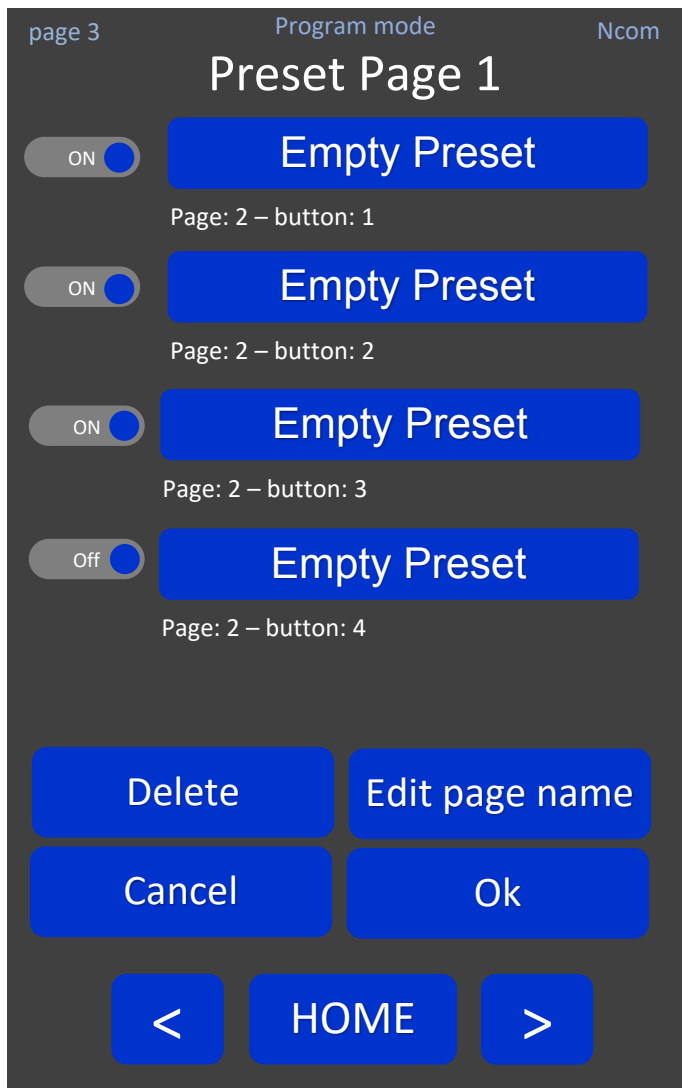 page 3 Program mode Ncom
Preset Page 1
ON Empty Preset
Page: 2 – button: 1
ON Empty Preset
Page: 2 – button: 2
ON Empty Preset
Page: 2 – button: 3
Off Empty Preset
Page: 2 – button: 4
Delete Edit page name
Cancel Ok
< HOME >